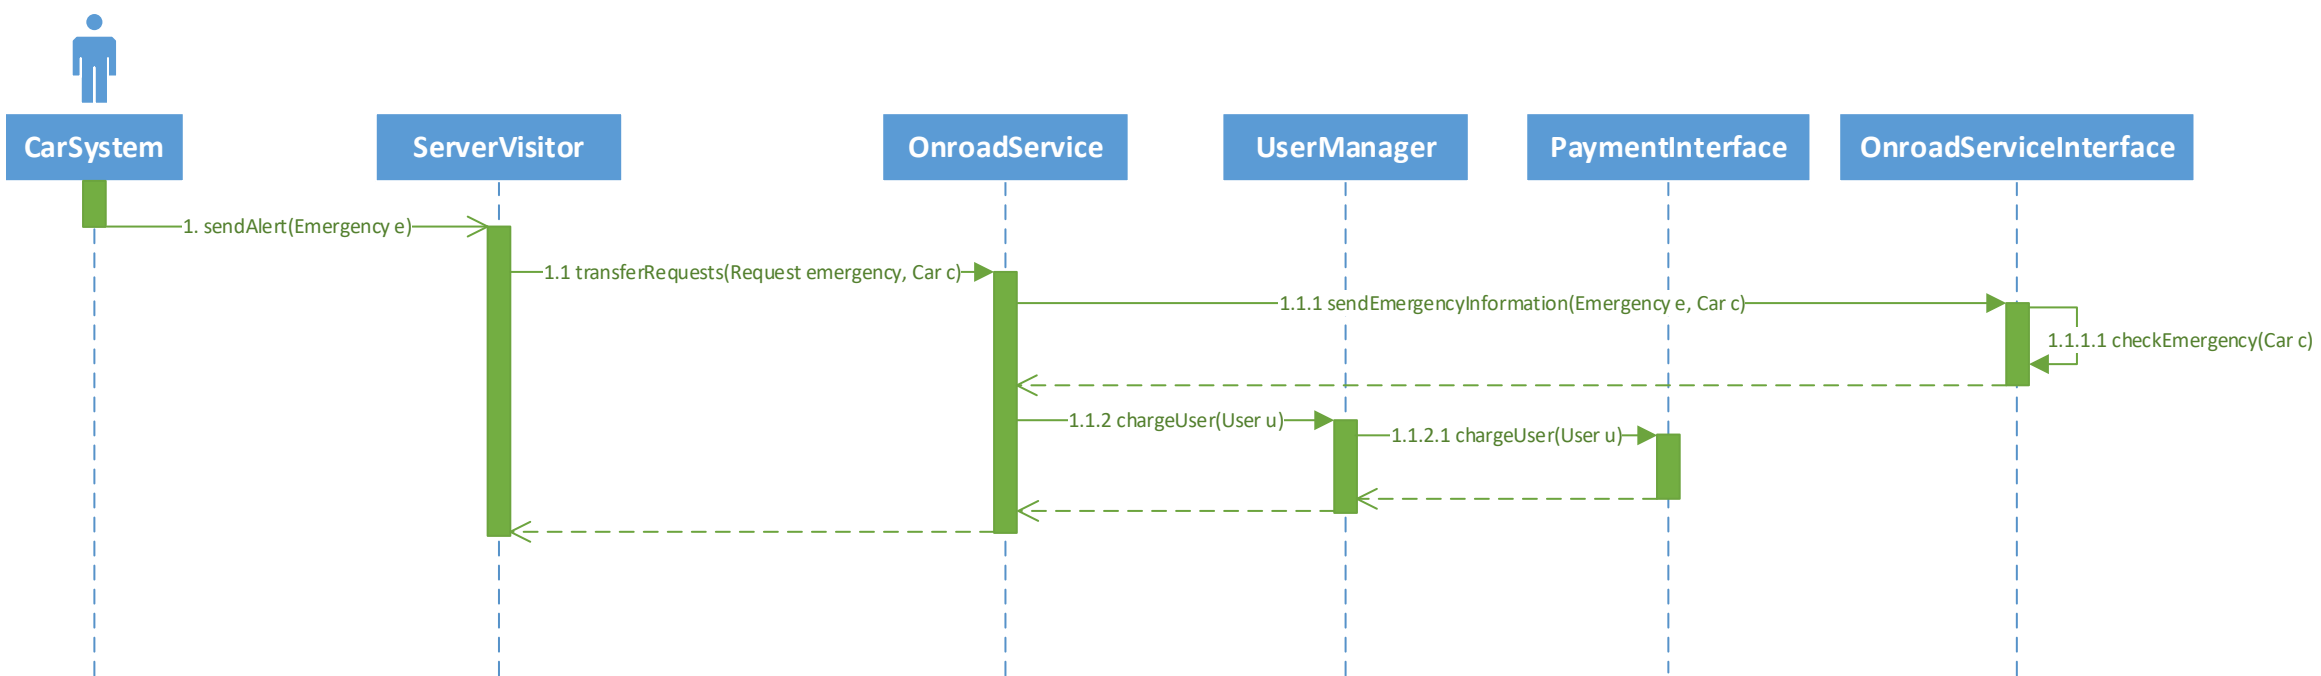 CarSystem
ServerVisitor
OnroadService
UserManager
PaymentInterface
OnroadServiceInterface
1. sendAlert(Emergency e)
1.1 transferRequests(Request emergency, Car c)
1.1.1 sendEmergencyInformation(Emergency e, Car c)
1.1.1.1 checkEmergency(Car c)
1.1.2 chargeUser(User u)
1.1.2.1 chargeUser(User u)